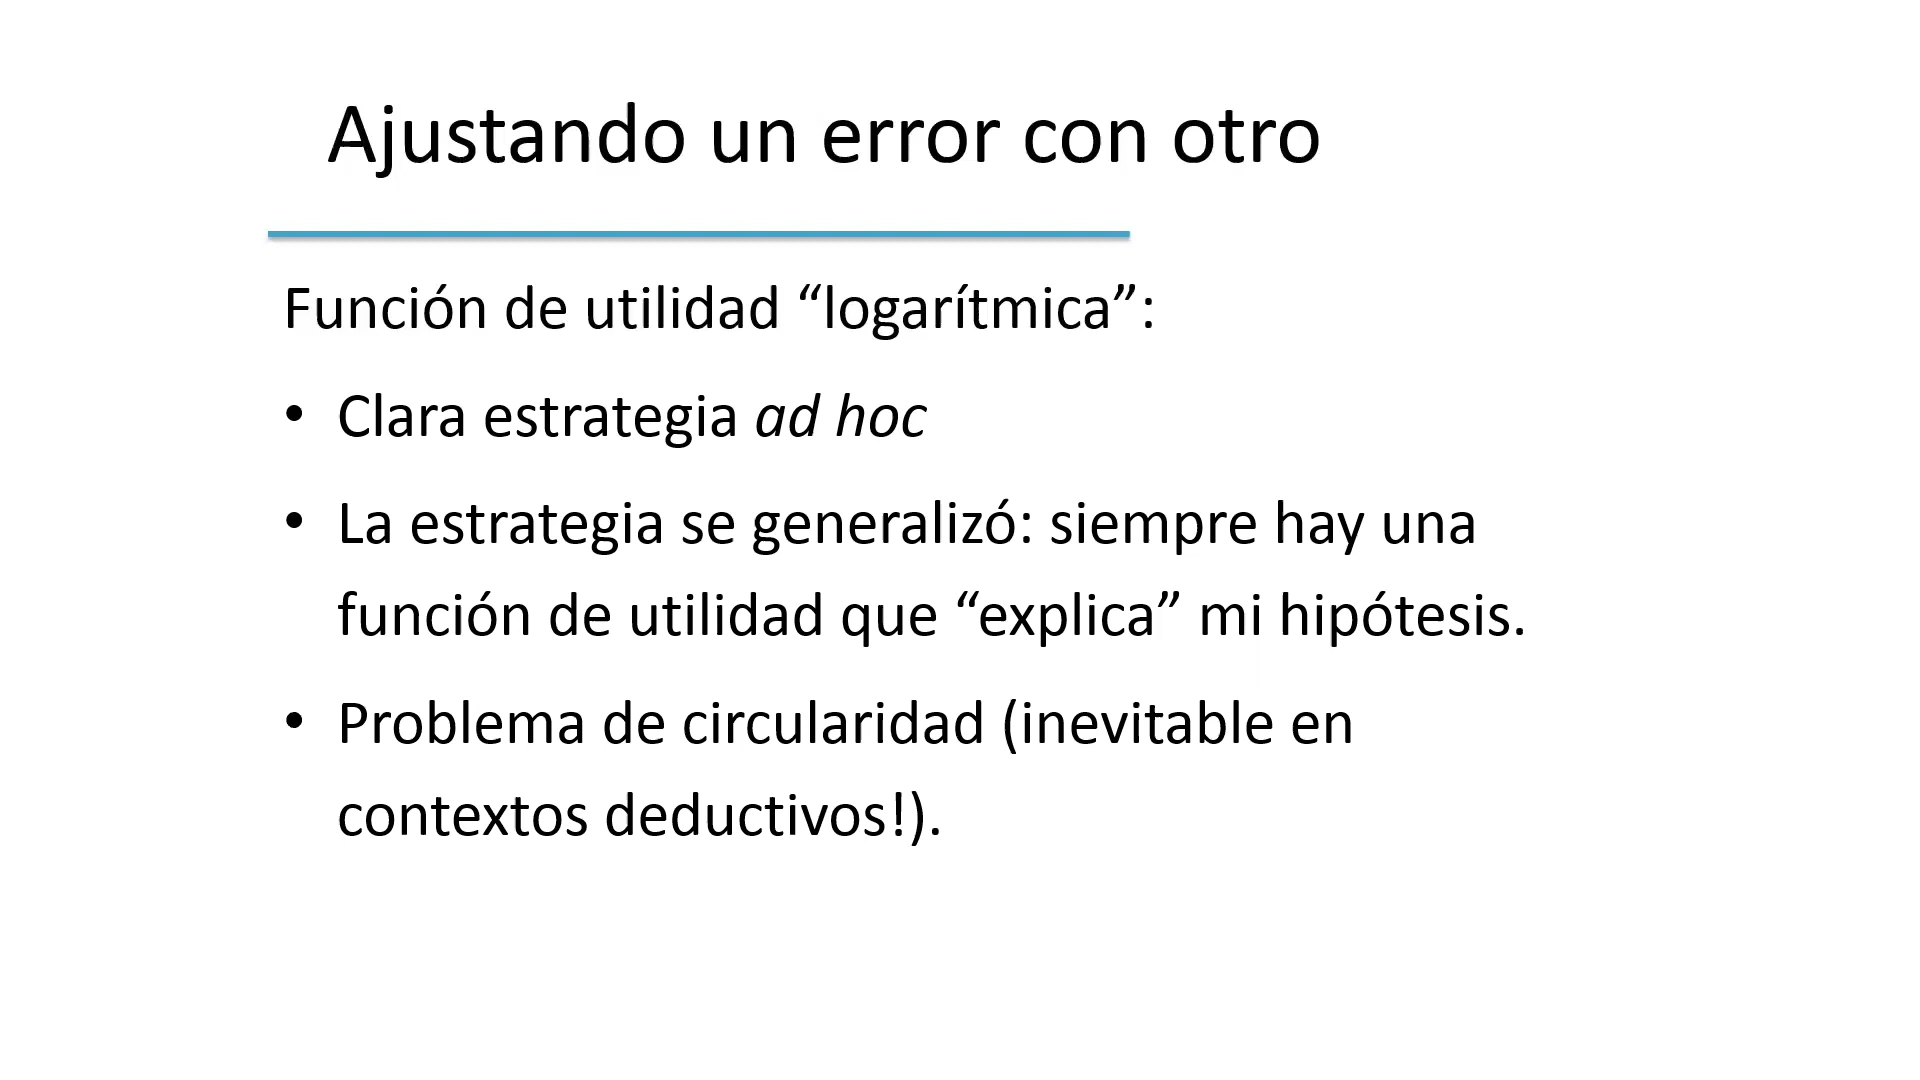 Ajustando un error con otro
Función de utilidad “logarítmica”:
• Clara estrategia ad hoc
• La estrategia se generalizó: siempre hay una
función de utilidad que “explica” mi hipótesis.
• Problema de circularidad (inevitable en
contextos deductivos!).